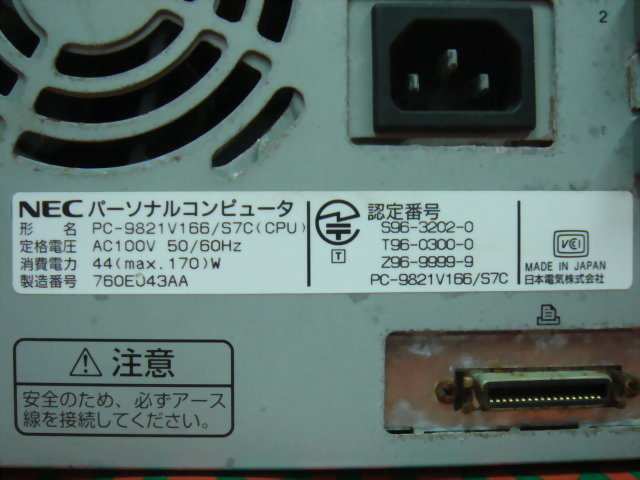 2
NEC パーソナルコンピュータ
形 名 PC-9821V166/S7C(CPU)
定格電圧 AC100V 50/60Hz
消費電力 44(max.170)W
製造番号 760E043AA
T
認定番号
S96-3202-0
T96-0300-0
Z96-9999-9
PC-9821V166/S7C
VCI
MADE IN JAPAN
日本電気株式会社
注意
安全のため、必ずアース
線を接続してください。